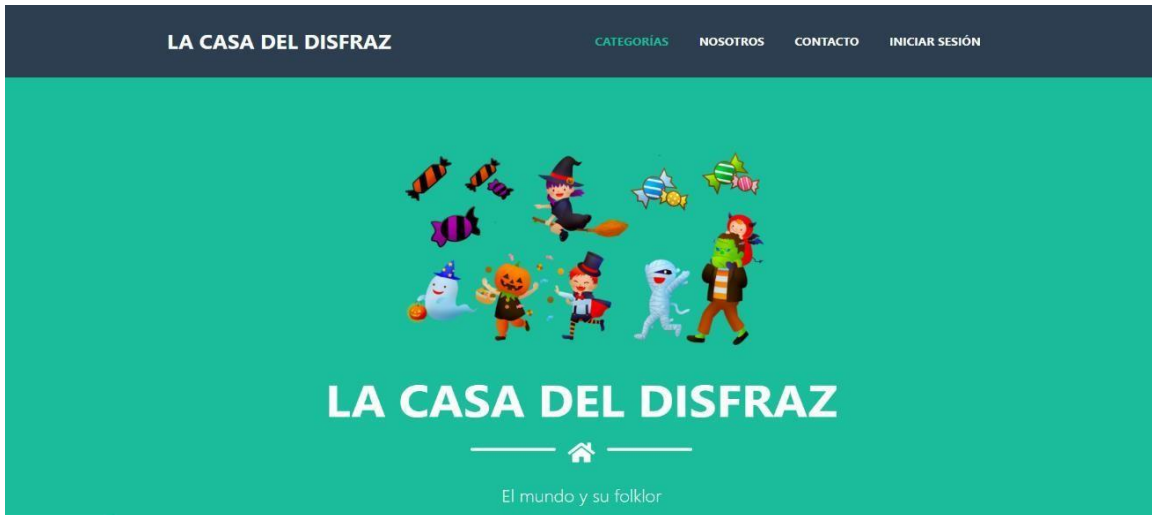 LA CASA DEL DISFRAZ
CATEGORÍAS NOSOTROS CONTACTO INICIAR SESIÓN
LA CASA DEL DISFRAZ
El mundo y su folklor